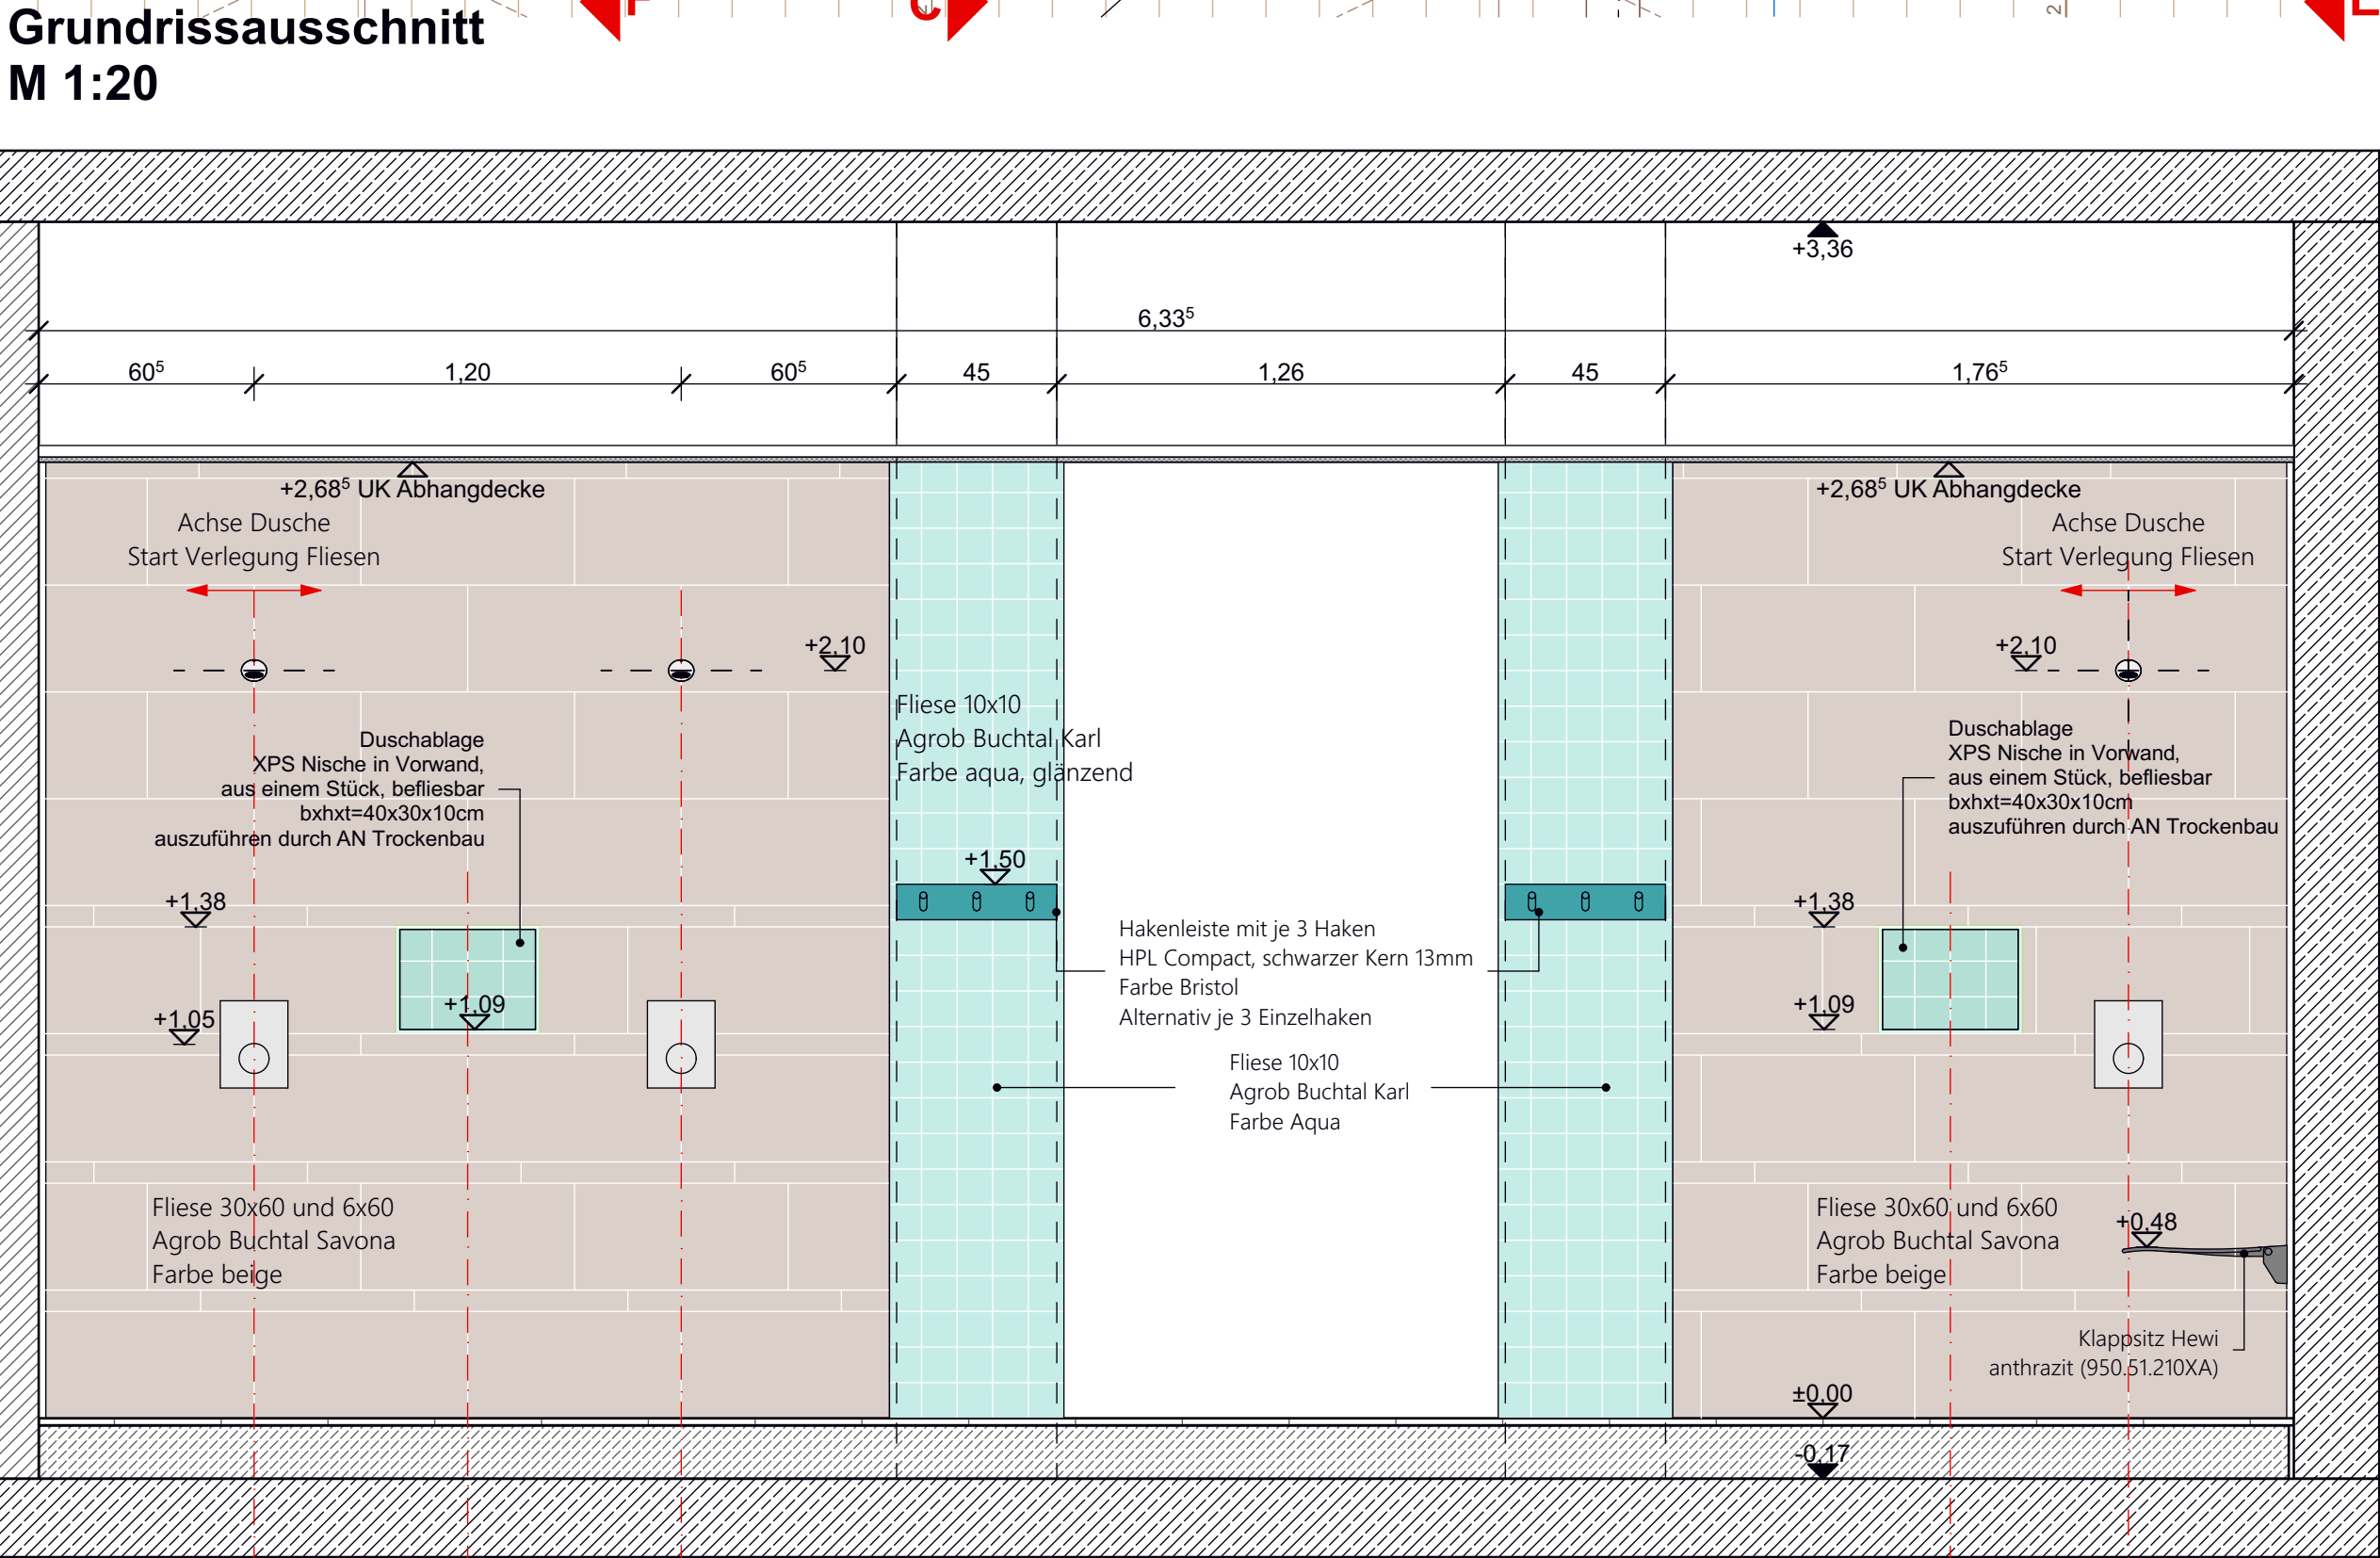 Grundrissausschnitt
M 1:20
C
+3,36
6,33⁵
60⁵ 1,20 60⁵ 45 1,26 45 1,76⁵
+2,68⁵ UK Abhangdecke
Achse Dusche
Start Verlegung Fliesen
+2,10
Duschablage
XPS Nische in Vorwand,
aus einem Stück, befliesbar
bxhxt=40x30x10cm
auszuführen durch AN Trockenbau
+1,38
+1,09
+1,05
Fliese 30x60 und 6x60
Agrob Buchtal Savona
Farbe beige
Fliese 10x10
Agrob Buchtal Karl
Farbe aqua, glänzend
+1,50
Hakenleiste mit je 3 Haken
HPL Compact, schwarzer Kern 13mm
Farbe Bristol
Alternativ je 3 Einzelhaken
Fliese 10x10
Agrob Buchtal Karl
Farbe Aqua
+2,68⁵ UK Abhangdecke
Achse Dusche
Start Verlegung Fliesen
+2,10
Duschablage
XPS Nische in Vorwand,
aus einem Stück, befliesbar
bxhxt=40x30x10cm
auszuführen durch AN Trockenbau
+1,38
+1,09
Fliese 30x60 und 6x60
Agrob Buchtal Savona
Farbe beige
+0,48
Klappsitz Hewi
anthrazit (950.51.210XA)
±0,00
-0,17